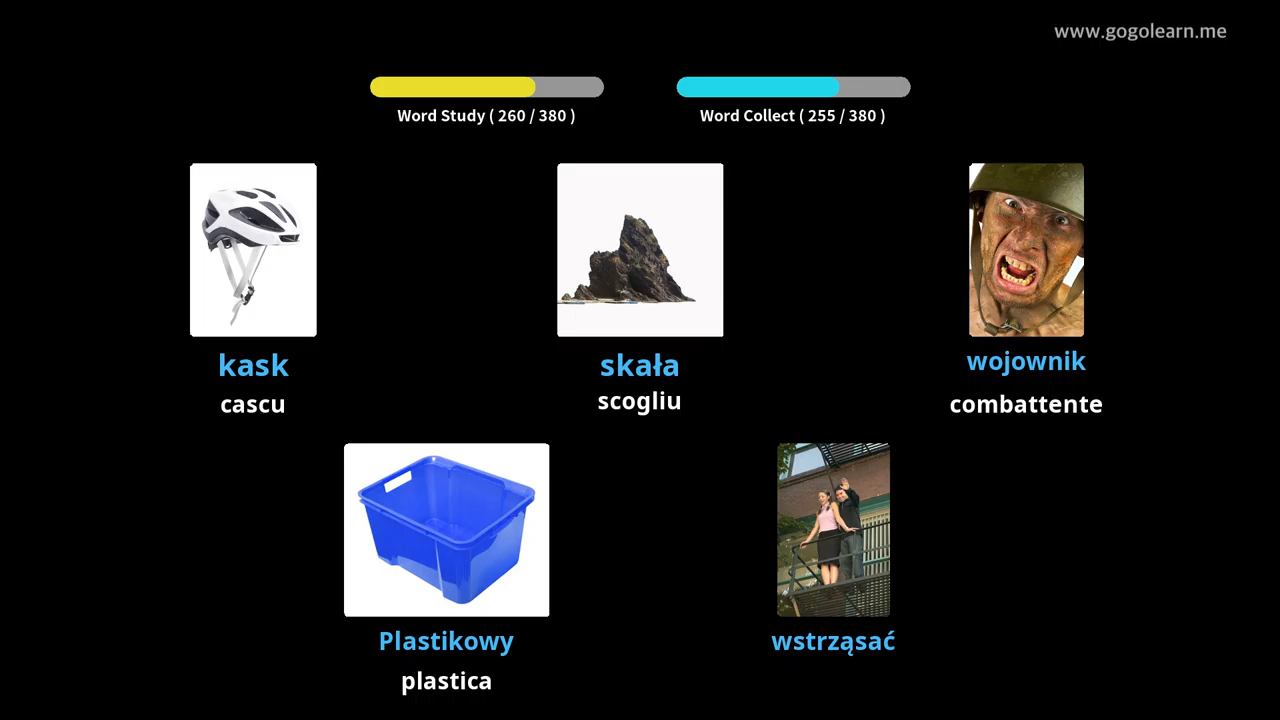 www.gogolearn.me
Word Study ( 260 / 380 )
Word Collect ( 255 / 380 )
kask
cascu
skała
scogliu
wojownik
combattente
Plastikowy
plastica
wstrząsać